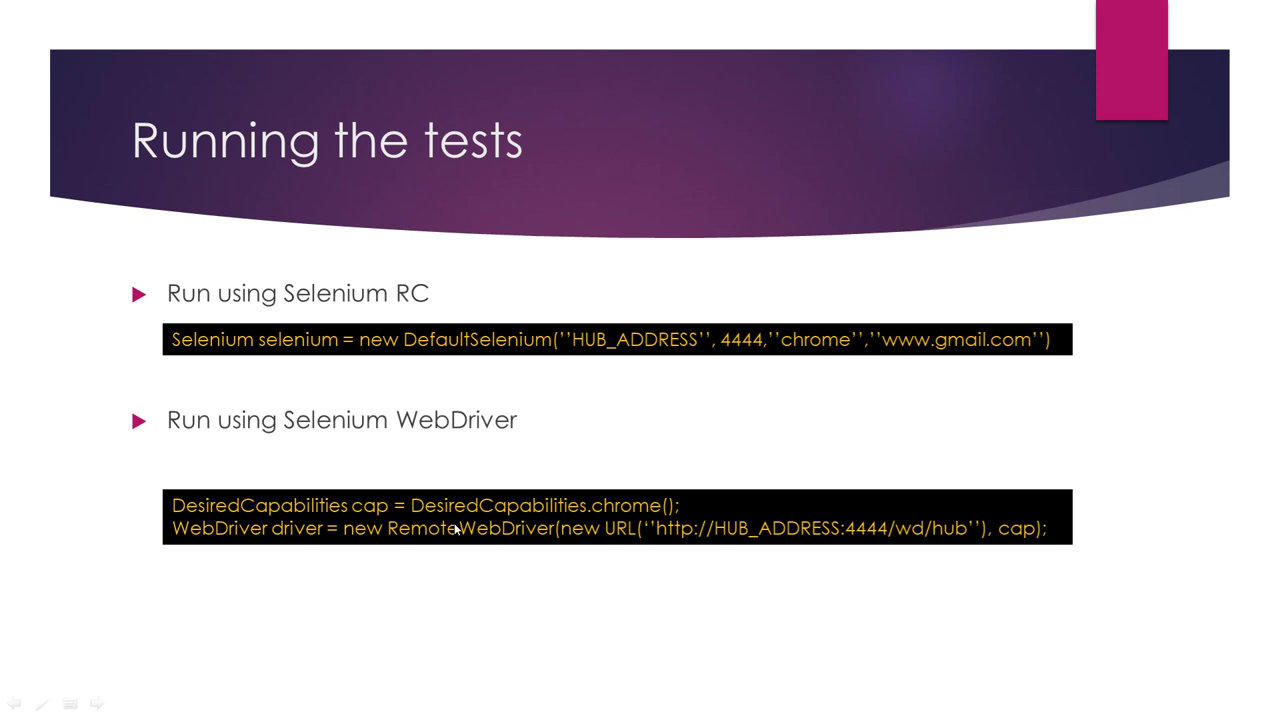 Running the tests
Run using Selenium RC
Selenium selenium = new DefaultSelenium(’’HUB_ADDRESS’’, 4444,’’chrome’’,’’www.gmail.com’’)
Run using Selenium WebDriver
DesiredCapabilities cap = DesiredCapabilities.chrome();
WebDriver driver = new RemoteWebDriver(new URL(‘’http://HUB_ADDRESS:4444/wd/hub’’), cap);